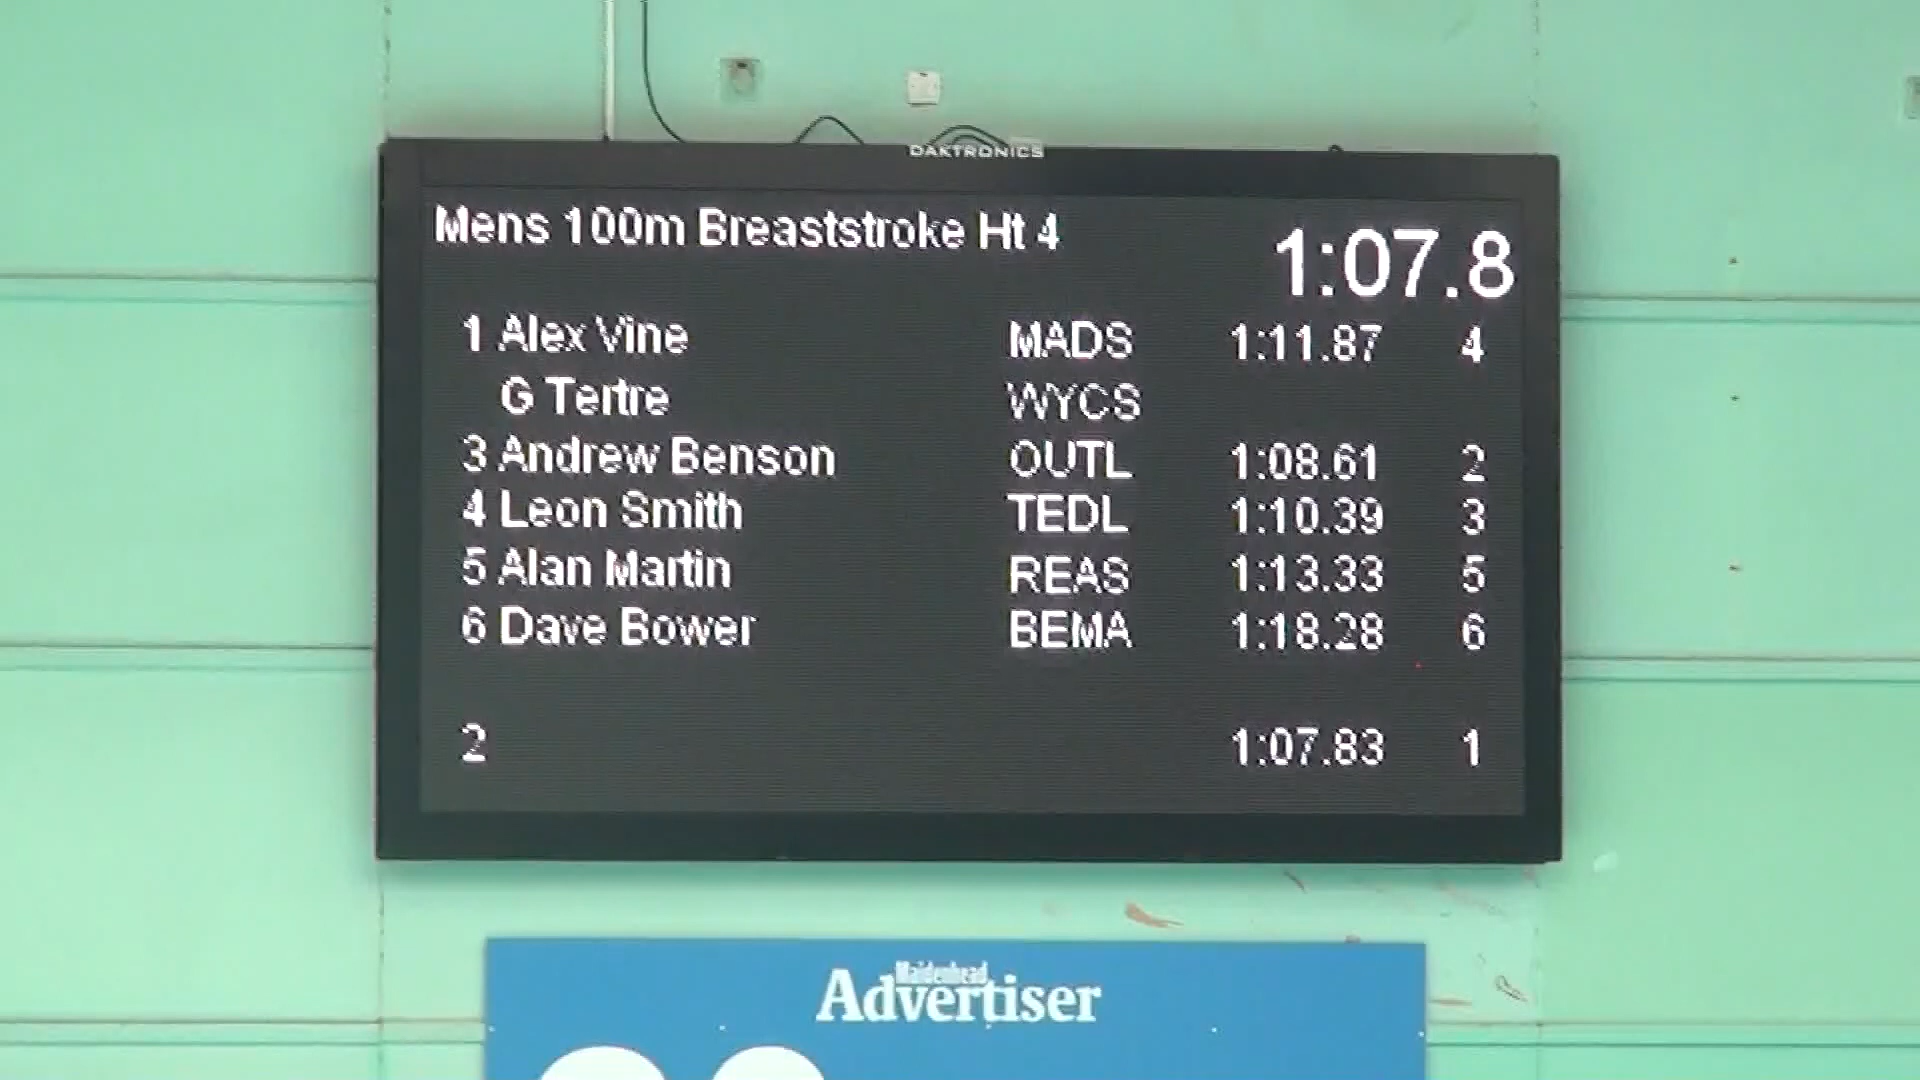 DAKTRONICS
Mens 100m Breaststroke Ht 4 1:07.8
1 Alex Vine MADS 1:11.87 4
G Tertre WYCS
3 Andrew Benson OUTL 1:08.61 2
4 Leon Smith TEDL 1:10.39 3
5 Alan Martin REAS 1:13.33 5
6 Dave Bower BEMA 1:18.28 6
2 1:07.83 1
Maidenhead
Advertiser